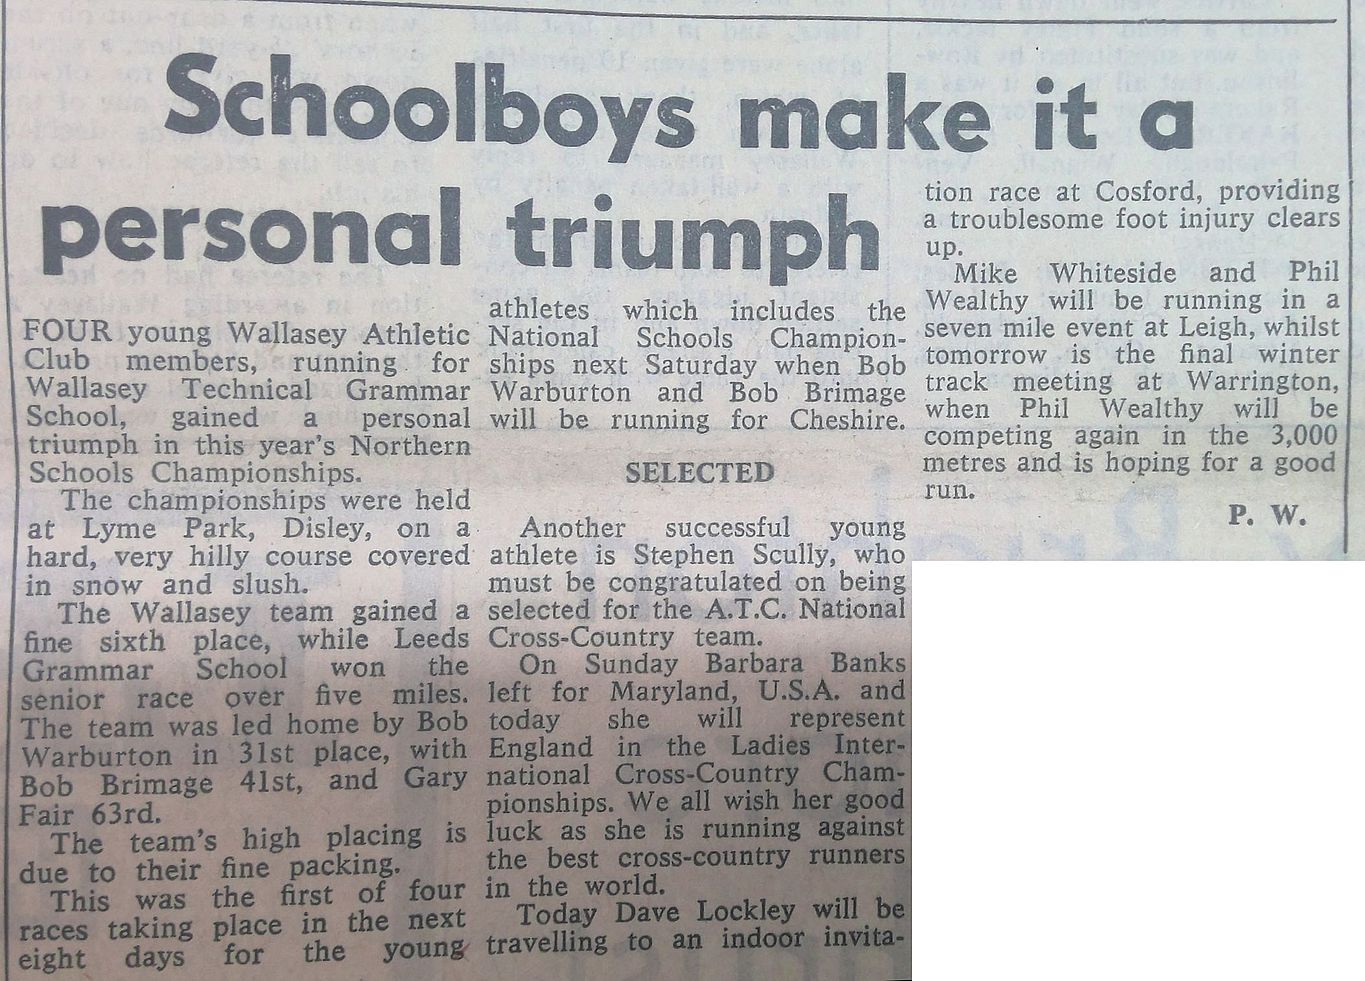 Schoolboys make it a
personal triumph
FOUR young Wallasey Athletic
Club members, running for
Wallasey Technical Grammar
School, gained a personal
triumph in this year's Northern
Schools Championships.
The championships were held
at Lyme Park, Disley, on a
hard, very hilly course covered
in snow and slush.
The Wallasey team gained a
fine sixth place, while Leeds
Grammar School won the
senior race over five miles.
The team was led home by Bob
Warburton in 31st place, with
Bob Brimage 41st, and Gary
Fair 63rd.
The team's high placing is
due to their fine packing.
This was the first of four
races taking place in the next
eight days for the young
athletes which includes the
National Schools Champion-
ships next Saturday when Bob
Warburton and Bob Brimage
will be running for Cheshire.
SELECTED
Another successful young
athlete is Stephen Scully, who
must be congratulated on being
selected for the A.T.C. National
Cross-Country team.
On Sunday Barbara Banks
left for Maryland, U.S.A. and
today she will represent
England in the Ladies Inter-
national Cross-Country Cham-
pionships. We all wish her good
luck as she is running against
the best cross-country runners
in the world.
Today Dave Lockley will be
travelling to an indoor invita-
tion race at Cosford, providing
a troublesome foot injury clears
up.
Mike Whiteside and Phil
Wealthy will be running in a
seven mile event at Leigh, whilst
tomorrow is the final winter
track meeting at Warrington,
when Phil Wealthy will be
competing again in the 3,000
metres and is hoping for a good
run.
P. W.